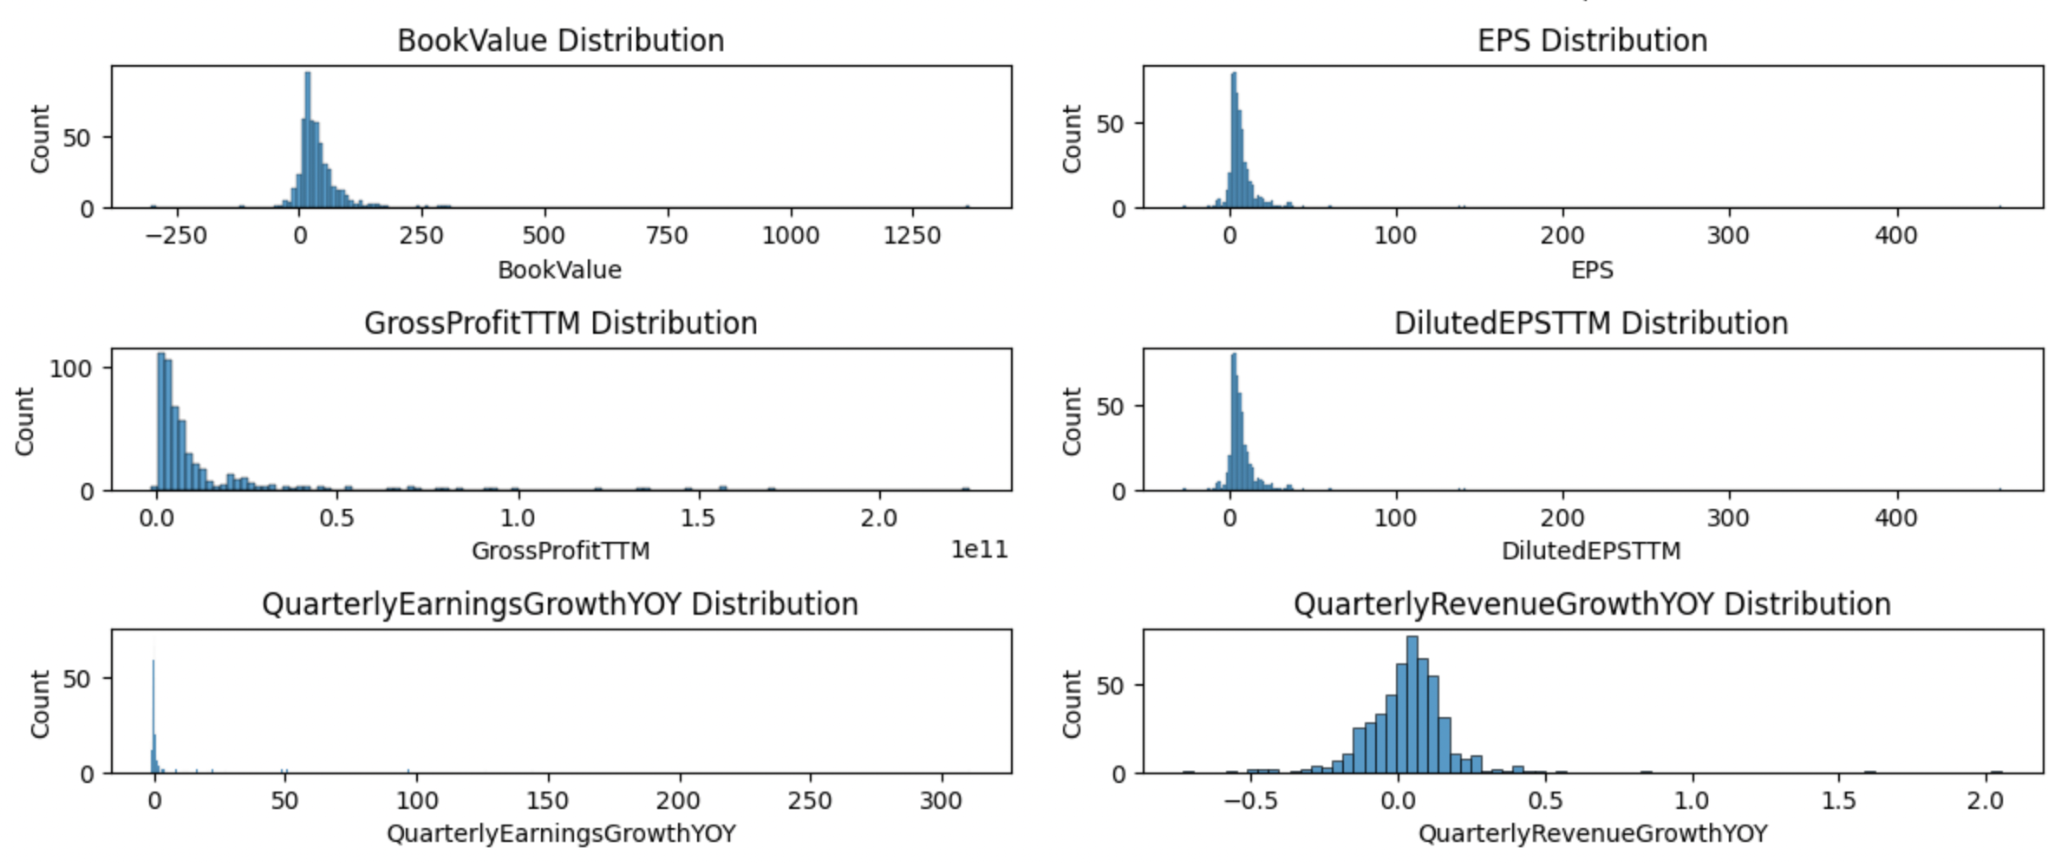 BookValue Distribution
Count
50
0
−250 0 250 500 750 1000 1250
BookValue
EPS Distribution
Count
50
0
0 100 200 300 400
EPS
GrossProfitTTM Distribution
Count
100
0
0.0 0.5 1.0 1.5 2.0
1e11
GrossProfitTTM
DilutedEPSTTM Distribution
Count
50
0
0 100 200 300 400
DilutedEPSTTM
QuarterlyEarningsGrowthYOY Distribution
Count
50
0
0 50 100 150 200 250 300
QuarterlyEarningsGrowthYOY
QuarterlyRevenueGrowthYOY Distribution
Count
50
0
−0.5 0.0 0.5 1.0 1.5 2.0
QuarterlyRevenueGrowthYOY